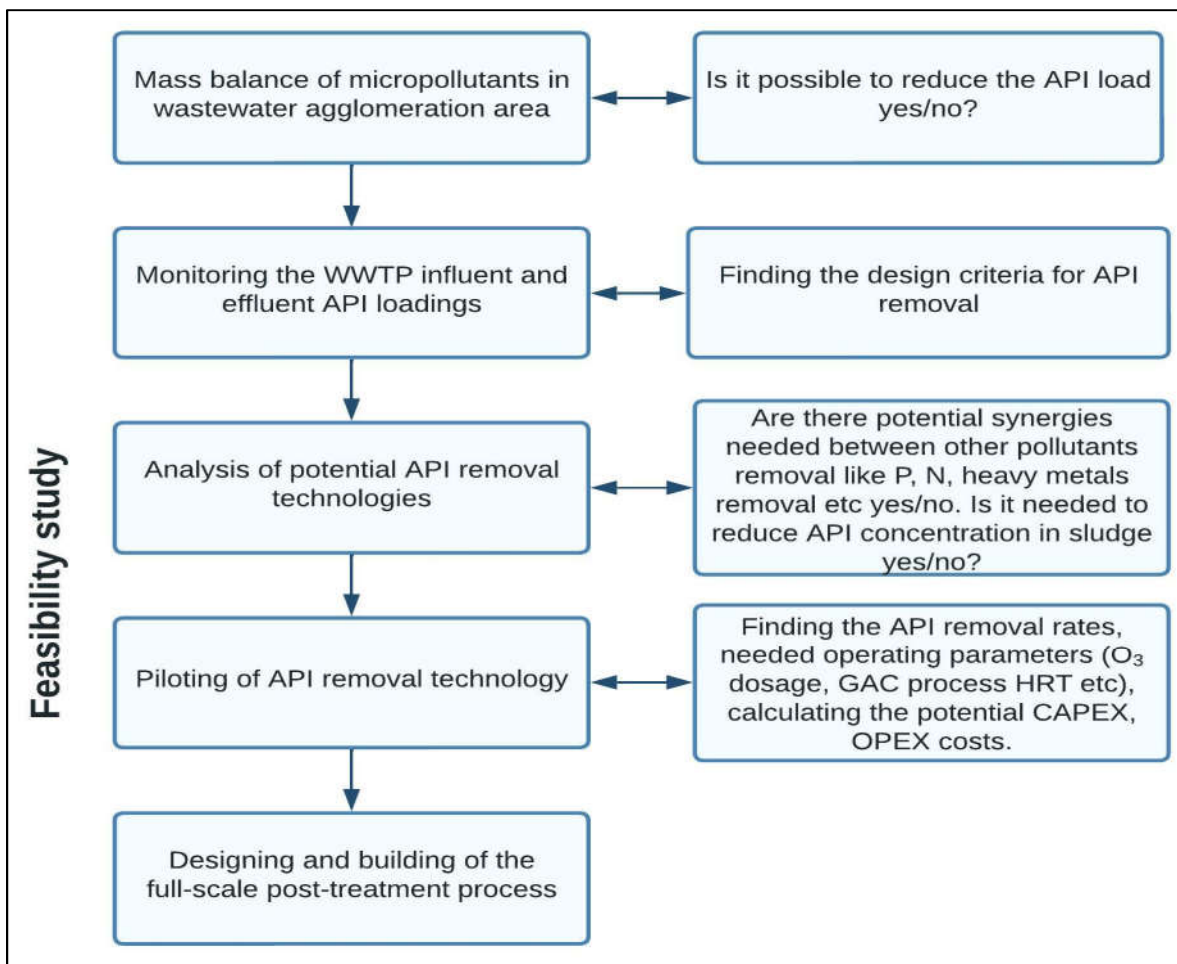 Feasibility study
Mass balance of micropollutants in
wastewater agglomeration area
Is it possible to reduce the API load
yes/no?
Monitoring the WWTP influent and
effluent API loadings
Finding the design criteria for API
removal
Analysis of potential API removal
technologies
Are there potential synergies
needed between other pollutants
removal like P, N, heavy metals
removal etc yes/no. Is it needed to
reduce API concentration in sludge
yes/no?
Piloting of API removal technology
Finding the API removal rates,
needed operating parameters (O₃
dosage, GAC process HRT etc),
calculating the potential CAPEX,
OPEX costs.
Designing and building of the
full-scale post-treatment process